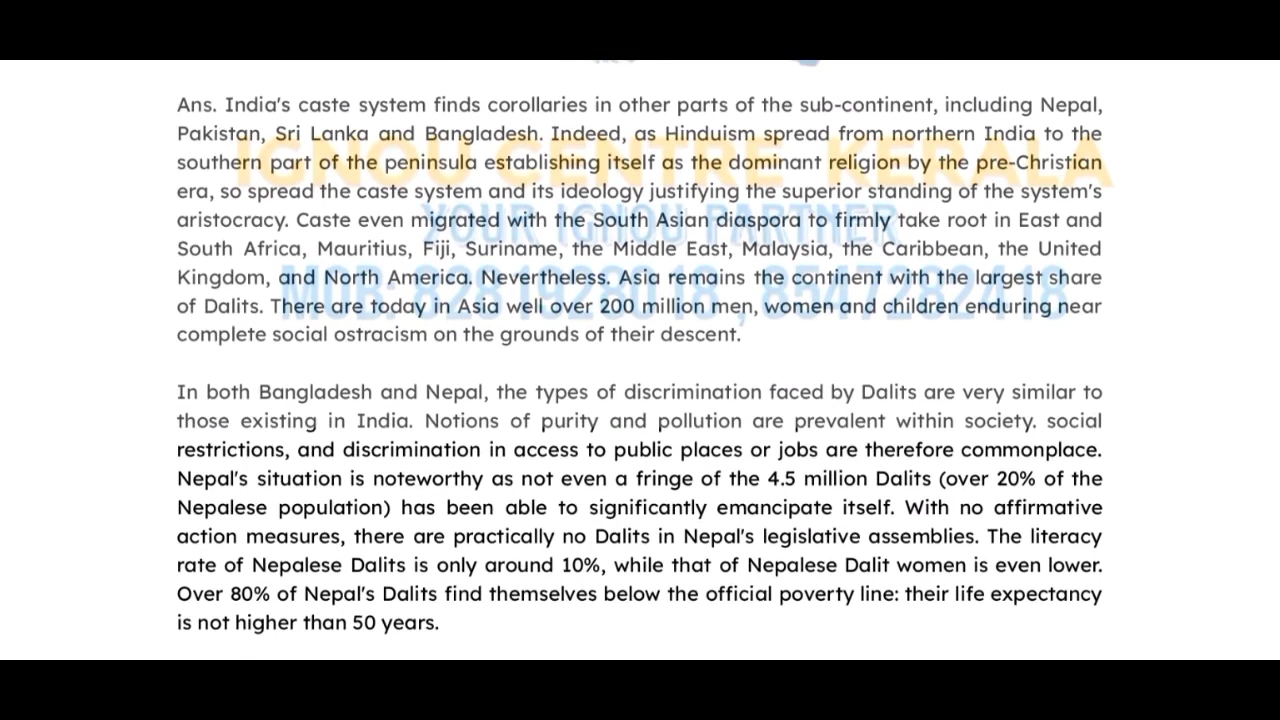 Ans. India's caste system finds corollaries in other parts of the sub-continent, including Nepal,
Pakistan, Sri Lanka and Bangladesh. Indeed, as Hinduism spread from northern India to the
southern part of the peninsula establishing itself as the dominant religion by the pre-Christian
era, so spread the caste system and its ideology justifying the superior standing of the system's
aristocracy. Caste even migrated with the South Asian diaspora to firmly take root in East and
South Africa, Mauritius, Fiji, Suriname, the Middle East, Malaysia, the Caribbean, the United
Kingdom, and North America. Nevertheless. Asia remains the continent with the largest share
of Dalits. There are today in Asia well over 200 million men, women and children enduring near
complete social ostracism on the grounds of their descent.
In both Bangladesh and Nepal, the types of discrimination faced by Dalits are very similar to
those existing in India. Notions of purity and pollution are prevalent within society. social
restrictions, and discrimination in access to public places or jobs are therefore commonplace.
Nepal's situation is noteworthy as not even a fringe of the 4.5 million Dalits (over 20% of the
Nepalese population) has been able to significantly emancipate itself. With no affirmative
action measures, there are practically no Dalits in Nepal's legislative assemblies. The literacy
rate of Nepalese Dalits is only around 10%, while that of Nepalese Dalit women is even lower.
Over 80% of Nepal's Dalits find themselves below the official poverty line: their life expectancy
is not higher than 50 years.
IGNOU CENTRE KERALA
YOUR IGNOU PARTNER